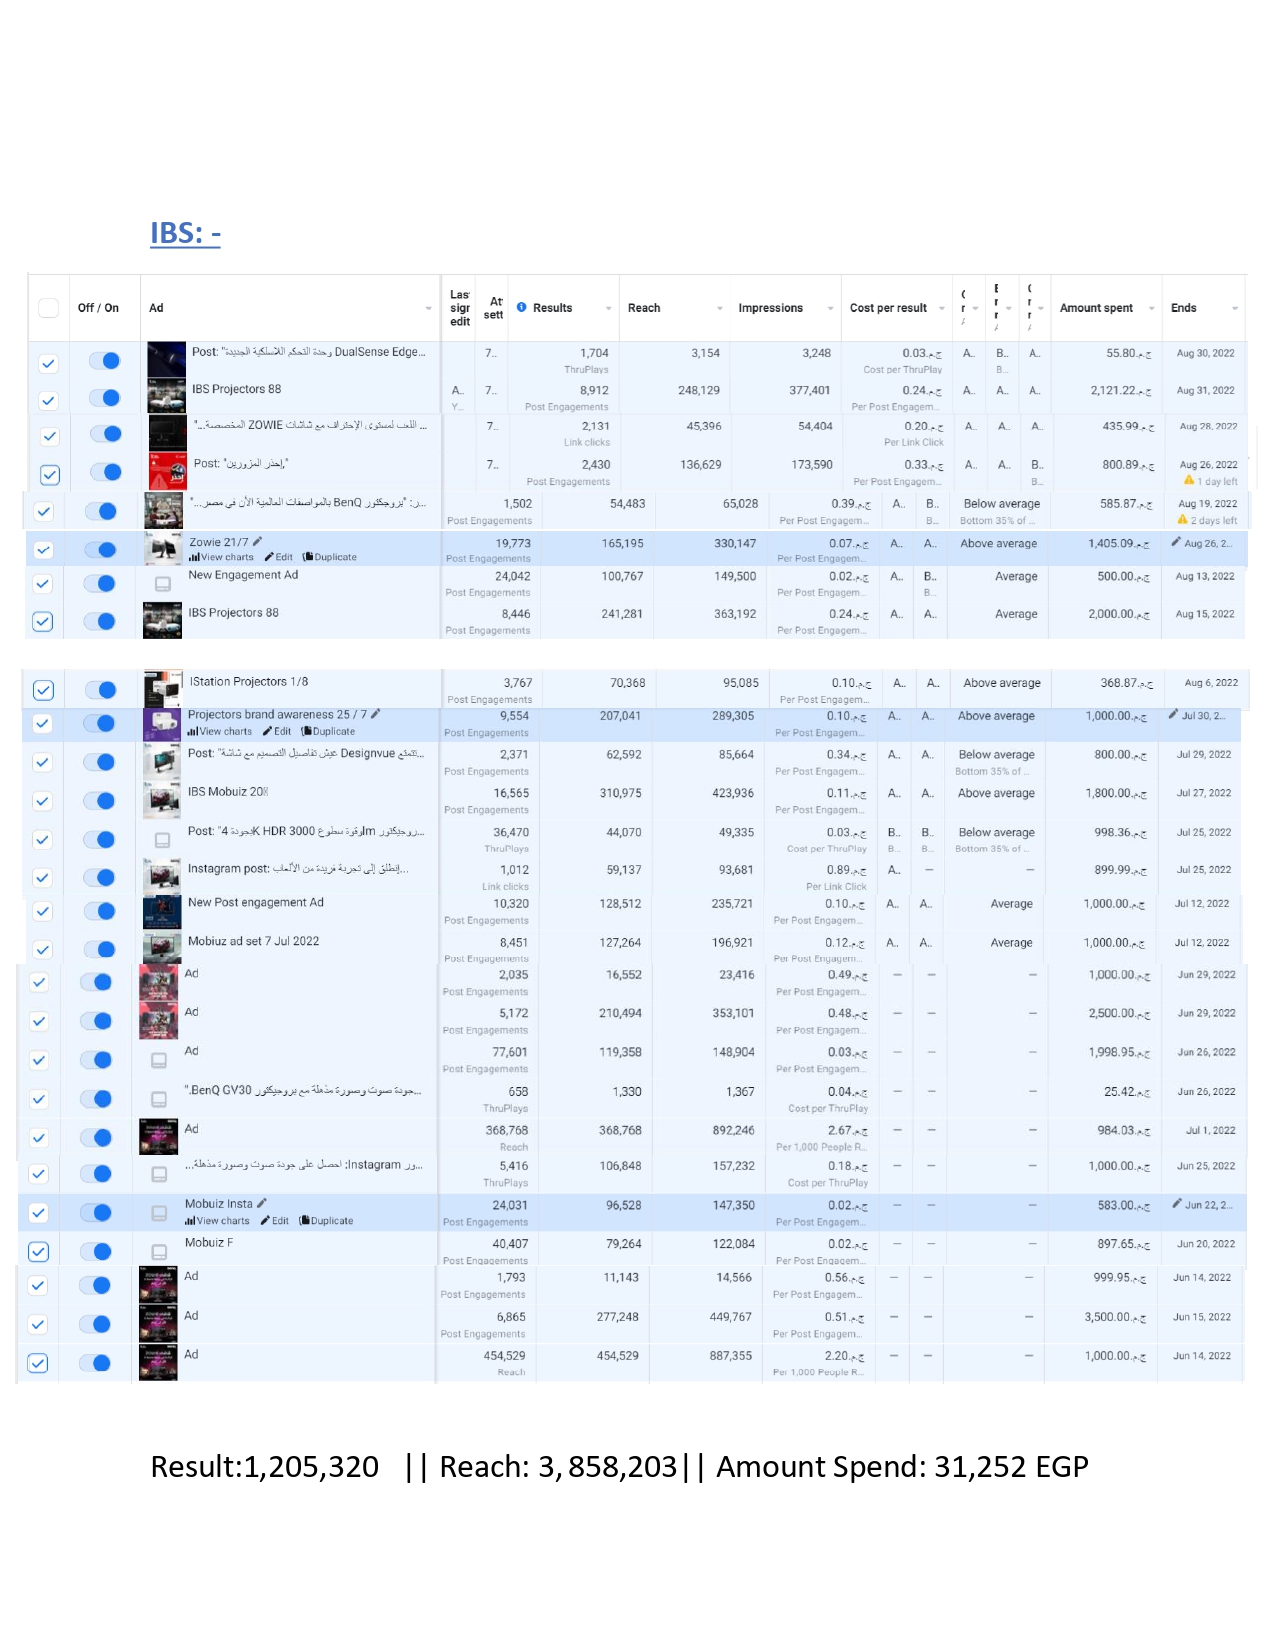 IBS: -
Off / On Ad Results Reach Impressions Cost per result Amount spent Ends
Post: "وحدة التحكم اللاسلكية الجديدة DualSense Edge... 7.. 1,704 3,154 3,248 0.03.ج.م A.. B.. A.. 55.80.ج.م Aug 30, 2022
ThruPlays Cost per ThruPlay B...
IBS Projectors 88 A.. 7.. 8,912 248,129 377,401 0.24.ج.م A.. A.. A.. 2,121.22.ج.م Aug 31, 2022
Y... Post Engagements Per Post Engagem...
"...اللعب لمستوى الإحتراف مع شاشات ZOWIE المخصصة ... 7.. 2,131 45,396 54,404 0.20.ج.م A.. A.. A.. 435.99.ج.م Aug 28, 2022
Link clicks Per Link Click
Post: "إحذر المزورين," 7.. 2,430 136,629 173,590 0.33.ج.م A.. A.. B.. 800.89.ج.م Aug 26, 2022
Post Engagements Per Post Engagem... B... 1 day left
"...بروجكتور BenQ بالمواصفات العالمية الأن في مصر... 1,502 54,483 65,028 0.39.ج.م A.. B.. Below average 585.87.ج.م Aug 19, 2022
Post Engagements Per Post Engagem... B... Bottom 35% of ... 2 days left
Zowie 21/7 19,773 165,195 330,147 0.07.ج.م A.. A.. Above average 1,405.09.ج.م Aug 26, 2...
View charts Edit Duplicate Post Engagements Per Post Engagem...
New Engagement Ad 24,042 100,767 149,500 0.02.ج.م A.. B.. Average 500.00.ج.م Aug 13, 2022
Post Engagements Per Post Engagem... B...
IBS Projectors 88 8,446 241,281 363,192 0.24.ج.م A.. A.. Average 2,000.00.ج.م Aug 15, 2022
Post Engagements Per Post Engagem...
IStation Projectors 1/8 3,767 70,368 95,085 0.10.ج.م A.. A.. Above average 368.87.ج.م Aug 6, 2022
Post Engagements Per Post Engagem...
Projectors brand awareness 25 / 7 9,554 207,041 289,305 0.10.ج.م A.. A.. Above average 1,000.00.ج.م Jul 30, 2...
View charts Edit Duplicate Post Engagements Per Post Engagem...
Post: "عيش تفاصيل التصميم مع شاشة Designvue تتمتع... 2,371 62,592 85,664 0.34.ج.م A.. A.. Below average 800.00.ج.م Jul 29, 2022
Post Engagements Per Post Engagem... Bottom 35% of ...
IBS Mobuiz 20 16,565 310,975 423,936 0.11.ج.م A.. A.. Above average 1,800.00.ج.م Jul 27, 2022
Post Engagements Per Post Engagem...
Post: "بجودة 4K HDR وقوة سطوع 3000lm روجيكتور... 36,470 44,070 49,335 0.03.ج.م B.. B.. Below average 998.36.ج.م Jul 25, 2022
ThruPlays Cost per ThruPlay B... B... Bottom 35% of ...
Instagram post: إنطلق إلى تجربة فريدة من الألعاب... 1,012 59,137 93,681 0.89.ج.م A.. – – 899.99.ج.م Jul 25, 2022
Link clicks Per Link Click
New Post engagement Ad 10,320 128,512 235,721 0.10.ج.م A.. A.. Average 1,000.00.ج.م Jul 12, 2022
Post Engagements Per Post Engagem...
Mobiuz ad set 7 Jul 2022 8,451 127,264 196,921 0.12.ج.م A.. A.. Average 1,000.00.ج.م Jul 12, 2022
Post Engagements Per Post Engagem...
Ad 2,035 16,552 23,416 0.49.ج.م – – – 1,000.00.ج.م Jun 29, 2022
Post Engagements Per Post Engagem...
Ad 5,172 210,494 353,101 0.48.ج.م – – – 2,500.00.ج.م Jun 29, 2022
Post Engagements Per Post Engagem...
Ad 77,601 119,358 148,904 0.03.ج.م – – – 1,998.95.ج.م Jun 26, 2022
Post Engagements Per Post Engagem...
".BenQ GV30 جودة صوت وصورة مذهلة مع بروجيكتور... 658 1,330 1,367 0.04.ج.م – – – 25.42.ج.م Jun 26, 2022
ThruPlays Cost per ThruPlay
Ad 368,768 368,768 892,246 2.67.ج.م – – – 984.03.ج.م Jul 1, 2022
Reach Per 1,000 People R...
ور Instagram: احصل على جودة صوت وصورة مذهلة... 5,416 106,848 157,232 0.18.ج.م – – – 1,000.00.ج.م Jun 25, 2022
ThruPlays Cost per ThruPlay
Mobuiz Insta 24,031 96,528 147,350 0.02.ج.م – – – 583.00.ج.م Jun 22, 2...
View charts Edit Duplicate Post Engagements Per Post Engagem...
Mobuiz F 40,407 79,264 122,084 0.02.ج.م – – – 897.65.ج.م Jun 20, 2022
Post Engagements Per Post Engagem...
Ad 1,793 11,143 14,566 0.56.ج.م – – – 999.95.ج.م Jun 14, 2022
Post Engagements Per Post Engagem...
Ad 6,865 277,248 449,767 0.51.ج.م – – – 3,500.00.ج.م Jun 15, 2022
Post Engagements Per Post Engagem...
Ad 454,529 454,529 887,355 2.20.ج.م – – – 1,000.00.ج.م Jun 14, 2022
Reach Per 1,000 People R...
Result:1,205,320 || Reach: 3, 858,203|| Amount Spend: 31,252 EGP